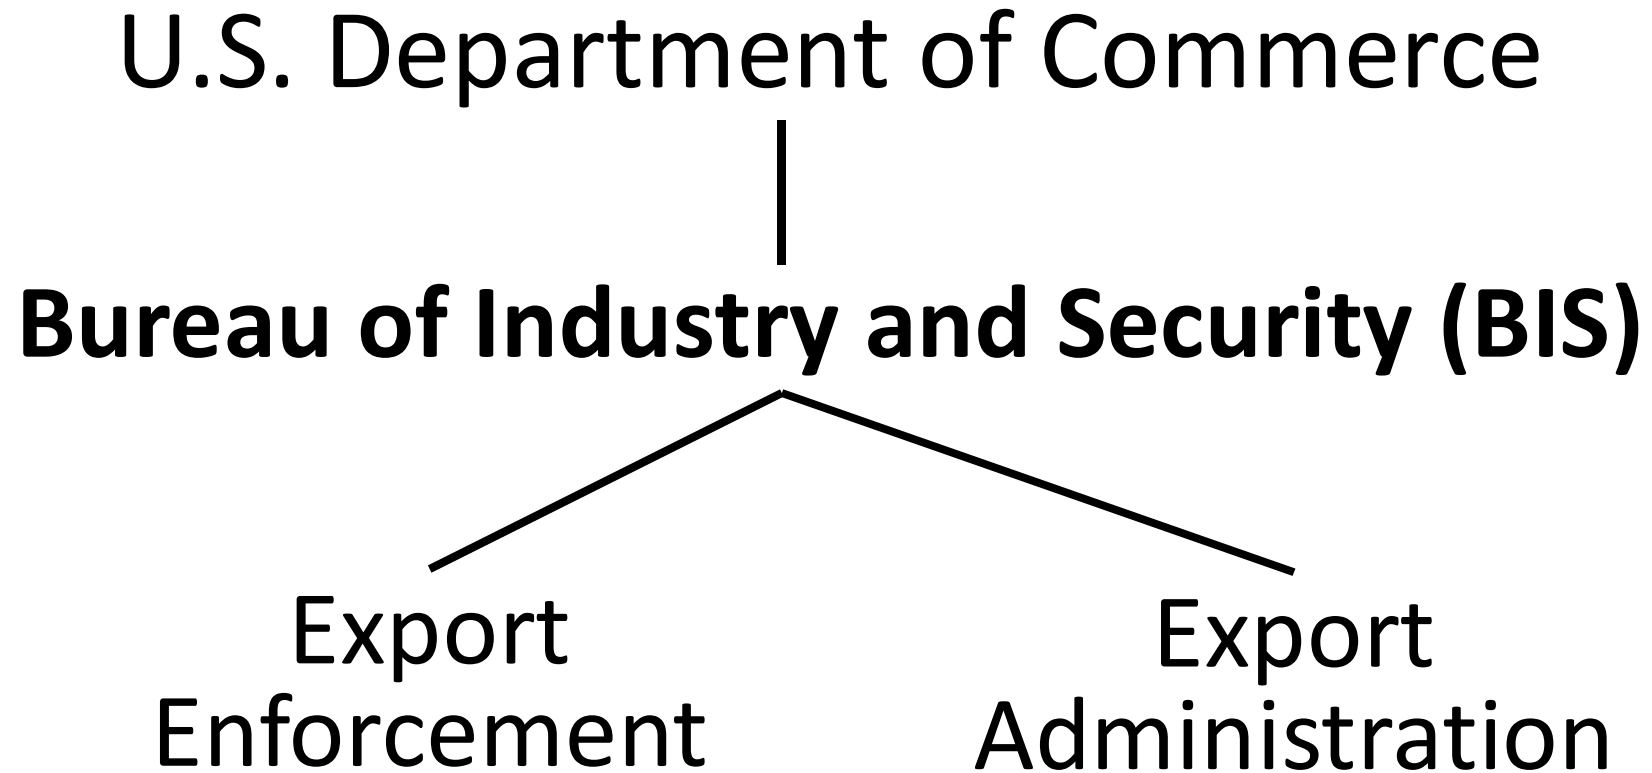 U.S. Department of Commerce
Bureau of Industry and Security (BIS)
Export
Enforcement
Export
Administration